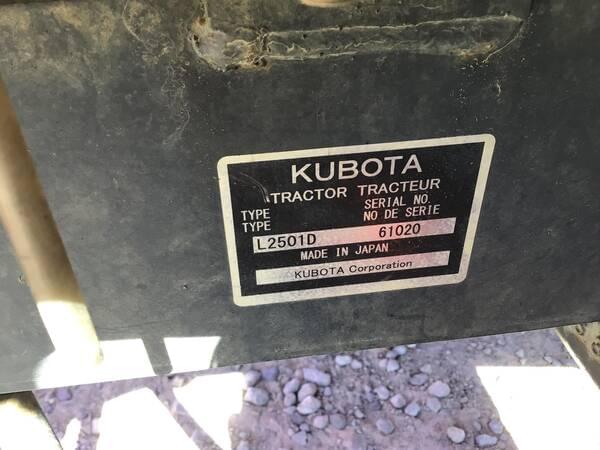 KUBOTA
TRACTOR TRACTEUR
TYPE SERIAL NO.
TYPE NO DE SERIE
L2501D 61020
MADE IN JAPAN
KUBOTA Corporation